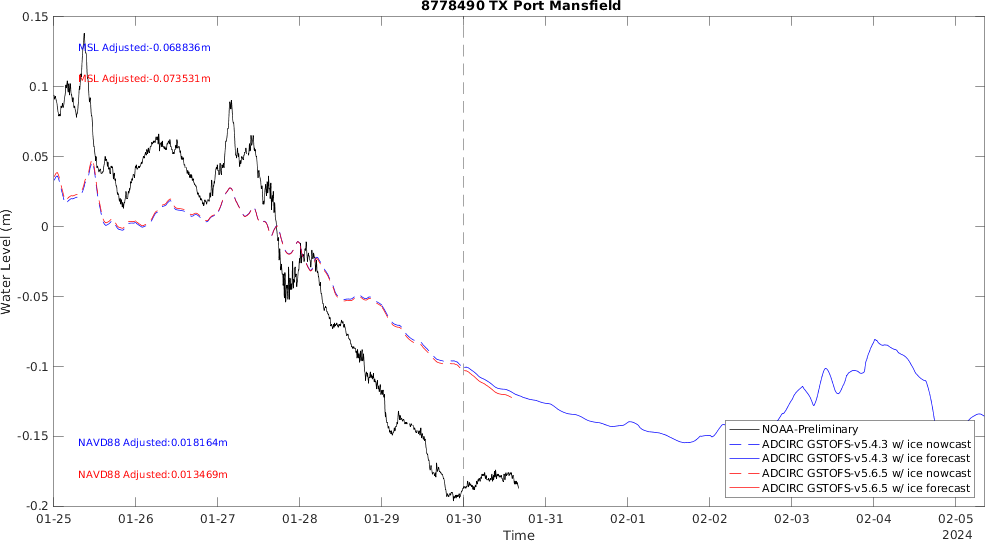 8778490 TX Port Mansfield
0.15
0.1
0.05
0
-0.05
-0.1
-0.15
-0.2
Water Level (m)
MSL Adjusted:-0.068836m
MSL Adjusted:-0.073531m
NAVD88 Adjusted:0.018164m
NAVD88 Adjusted:0.013469m
NOAA-Preliminary
ADCIRC GSTOFS-v5.4.3 w/ ice nowcast
ADCIRC GSTOFS-v5.4.3 w/ ice forecast
ADCIRC GSTOFS-v5.6.5 w/ ice nowcast
ADCIRC GSTOFS-v5.6.5 w/ ice forecast
01-25 01-26 01-27 01-28 01-29 01-30 01-31 02-01 02-02 02-03 02-04 02-05
Time
2024